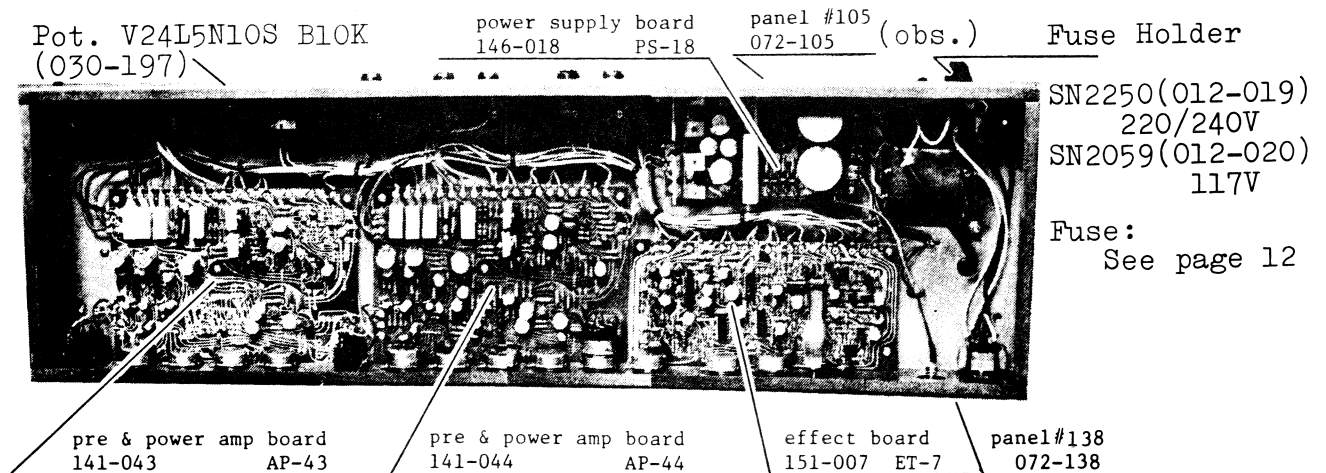 Pot. V24L5N10S B10K
(030-197)
power supply board
146-018 PS-18
panel #105
072-105 (obs.)
Fuse Holder
SN2250(012-019)
220/240V
SN2059(012-020)
117V
Fuse:
See page 12
pre & power amp board
141-043 AP-43
pre & power amp board
141-044 AP-44
effect board
151-007 ET-7
panel#138
072-138